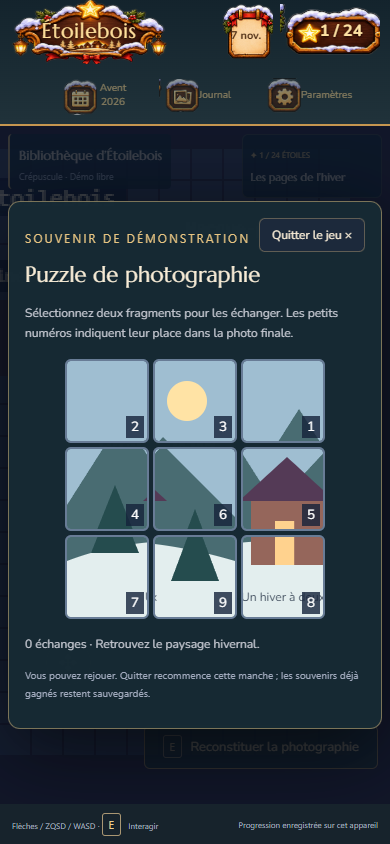 Etoilebois
7 nov.
1 / 24
Avent
2026
Journal
Paramètres
Bibliothèque d'Étoilebois
Crépuscule · Démo libre
✦ 1 / 24 ÉTOILES
Les pages de l'hiver
toilebois
SOUVENIR DE DÉMONSTRATION
Quitter le jeu ×
Puzzle de photographie
Sélectionnez deux fragments pour les échanger. Les petits
numéros indiquent leur place dans la photo finale.
2
3
1
4
6
5
7
9
Un hiver à
8
0 échanges · Retrouvez le paysage hivernal.
Vous pouvez rejouer. Quitter recommence cette manche ; les souvenirs déjà
gagnés restent sauvegardés.
E
Reconstituer la photographie
Flèches / ZQSD / WASD ·
E
Interagir
Progression enregistrée sur cet appareil